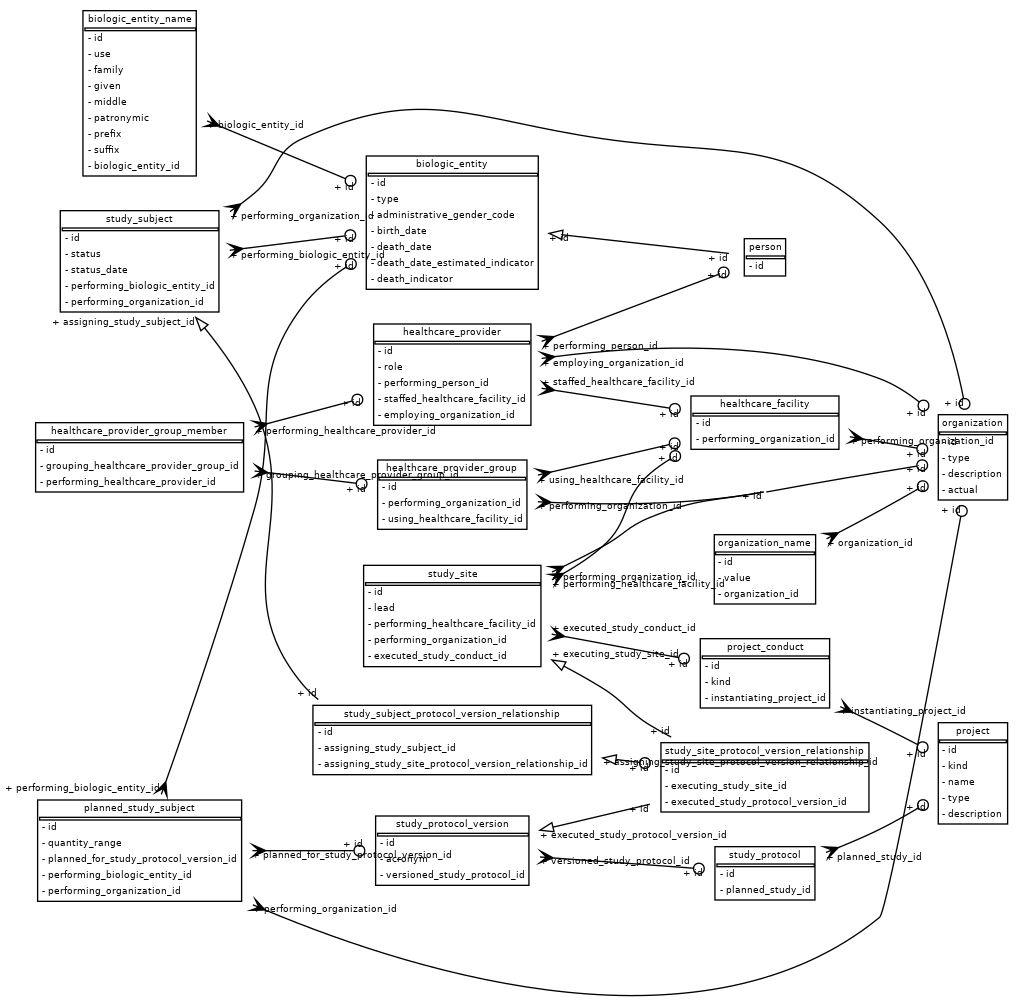 biologic_entity_name
- id
- use
- family
- given
- middle
- patronymic
- prefix
- suffix
- biologic_entity_id
+ biologic_entity_id
+ id
biologic_entity
- id
- type
- administrative_gender_code
- birth_date
- death_date
- death_date_estimated_indicator
- death_indicator
study_subject
- id
- status
- status_date
- performing_biologic_entity_id
- performing_organization_id
+ performing_organization_id
+ id
+ performing_biologic_entity_id
+ id
+ assigning_study_subject_id
+ id
+ id
+ id
person
- id
healthcare_provider
- id
- role
- performing_person_id
- staffed_healthcare_facility_id
- employing_organization_id
+ performing_person_id
+ employing_organization_id
+ staffed_healthcare_facility_id
+ id
healthcare_facility
- id
- performing_organization_id
+ performing_organization_id
+ id
+ id
organization
- id
- type
- description
- actual
+ id
+ id
+ id
+ id
healthcare_provider_group_member
- id
- grouping_healthcare_provider_group_id
- performing_healthcare_provider_id
+ performing_healthcare_provider_id
+ grouping_healthcare_provider_group_id
+ id
healthcare_provider_group
- id
- performing_organization_id
- using_healthcare_facility_id
+ id
+ id
+ using_healthcare_facility_id
+ performing_organization_id
+ id
organization_name
- id
- value
- organization_id
+ organization_id
study_site
- id
- lead
- performing_healthcare_facility_id
- performing_organization_id
- executed_study_conduct_id
+ performing_organization_id
+ performing_healthcare_facility_id
+ executed_study_conduct_id
+ executing_study_site_id
+ id
project_conduct
- id
- kind
- instantiating_project_id
+ instantiating_project_id
+ id
project
- id
- kind
- name
- type
- description
+ id
+ id
study_subject_protocol_version_relationship
- id
- assigning_study_subject_id
- assigning_study_site_protocol_version_relationship_id
+ id
study_site_protocol_version_relationship
+ assigning_study_site_protocol_version_relationship_id
+ id
- id
- executing_study_site_id
- executed_study_protocol_version_id
+ id
+ performing_biologic_entity_id
planned_study_subject
- id
- quantity_range
- planned_for_study_protocol_version_id
- performing_biologic_entity_id
- performing_organization_id
+ id
+ planned_for_study_protocol_version_id
study_protocol_version
- id
- acronym
- versioned_study_protocol_id
+ executed_study_protocol_version_id
+ versioned_study_protocol_id
+ id
study_protocol
- id
- planned_study_id
+ planned_study_id
+ performing_organization_id